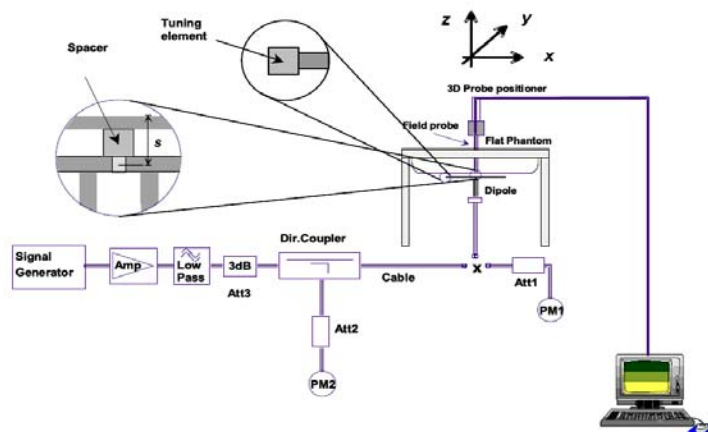 Tuning
element
z
y
x
Spacer
3D Probe positioner
s
Field probe
Flat Phantom
Dipole
Dir.Coupler
Signal
Generator
Amp
Low
Pass
3dB
Att3
Cable
x
Att1
PM1
Att2
PM2